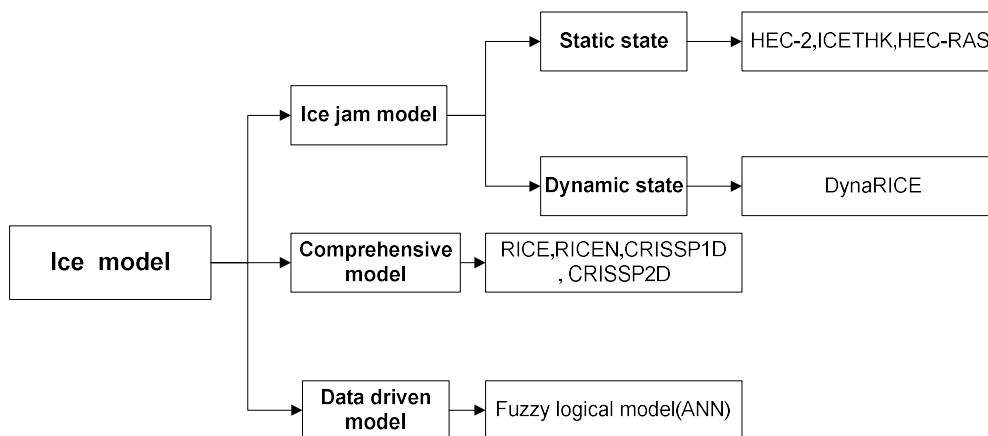 Static state
HEC-2,ICETHK,HEC-RAS
Ice jam model
Dynamic state
DynaRICE
Ice model
Comprehensive
model
RICE,RICEN,CRISSP1D
, CRISSP2D
Data driven
model
Fuzzy logical model(ANN)